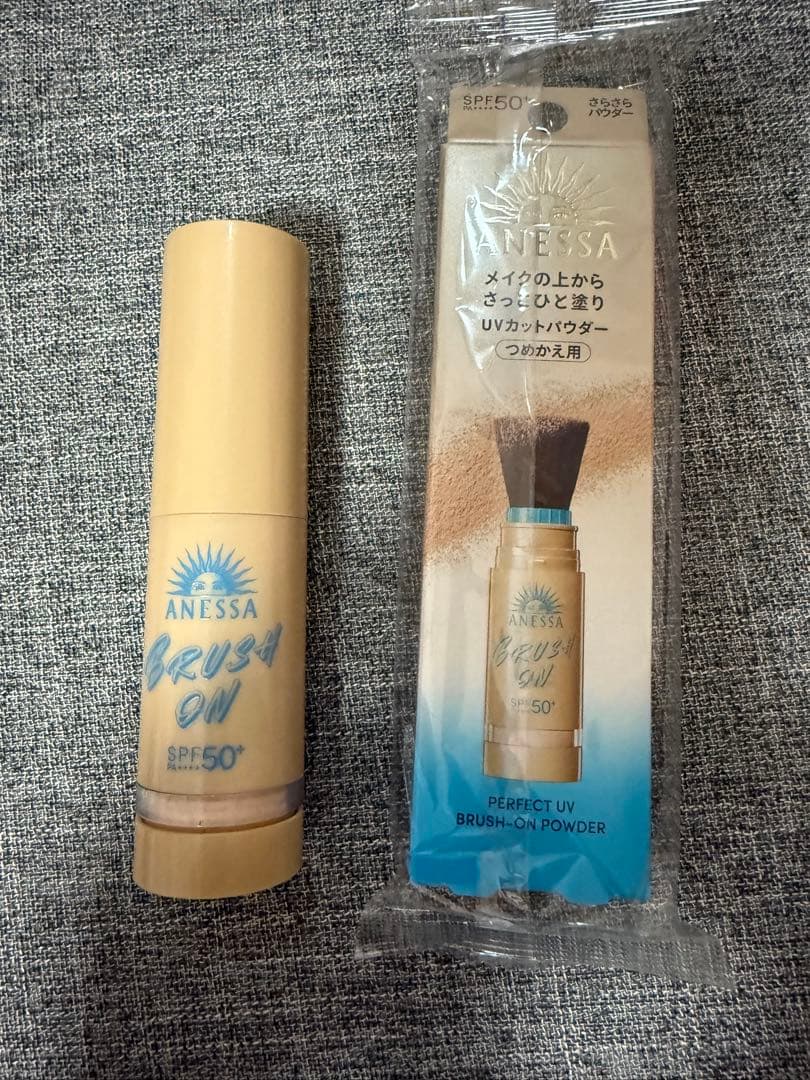 ANESSA
BRUSH
ON
SPF50+
PA++++
SPF50+
PA++++
さらさら
パウダー
ANESSA
メイクの上から
さっとひと塗り
UVカットパウダー
つめかえ用
ANESSA
BRUSH
ON
SPF50+
PERFECT UV
BRUSH-ON POWDER